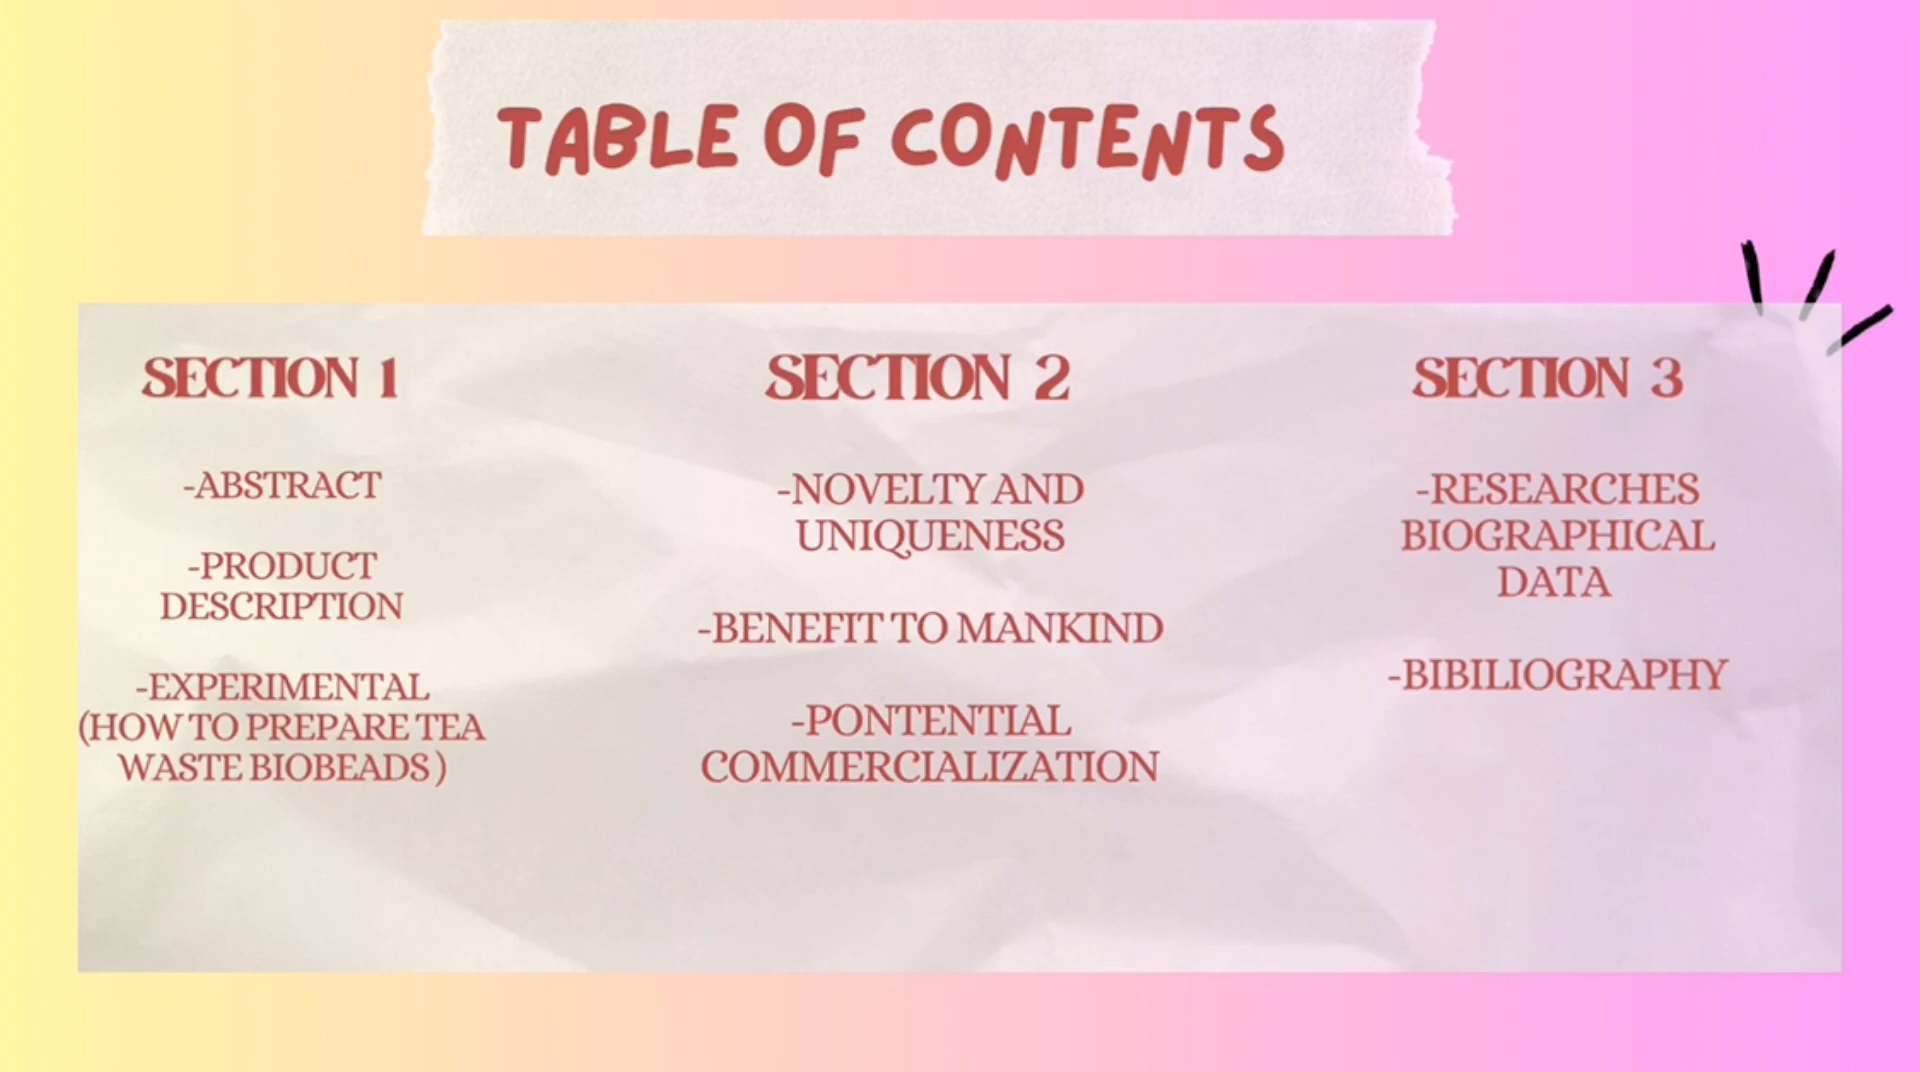 TABLE OF CONTENTS
SECTION 1
-ABSTRACT
-PRODUCT
DESCRIPTION
-EXPERIMENTAL
(HOW TO PREPARE TEA
WASTE BIOBEADS )
SECTION 2
-NOVELTY AND
UNIQUENESS
-BENEFIT TO MANKIND
-PONTENTIAL
COMMERCIALIZATION
SECTION 3
-RESEARCHES
BIOGRAPHICAL
DATA
-BIBILIOGRAPHY